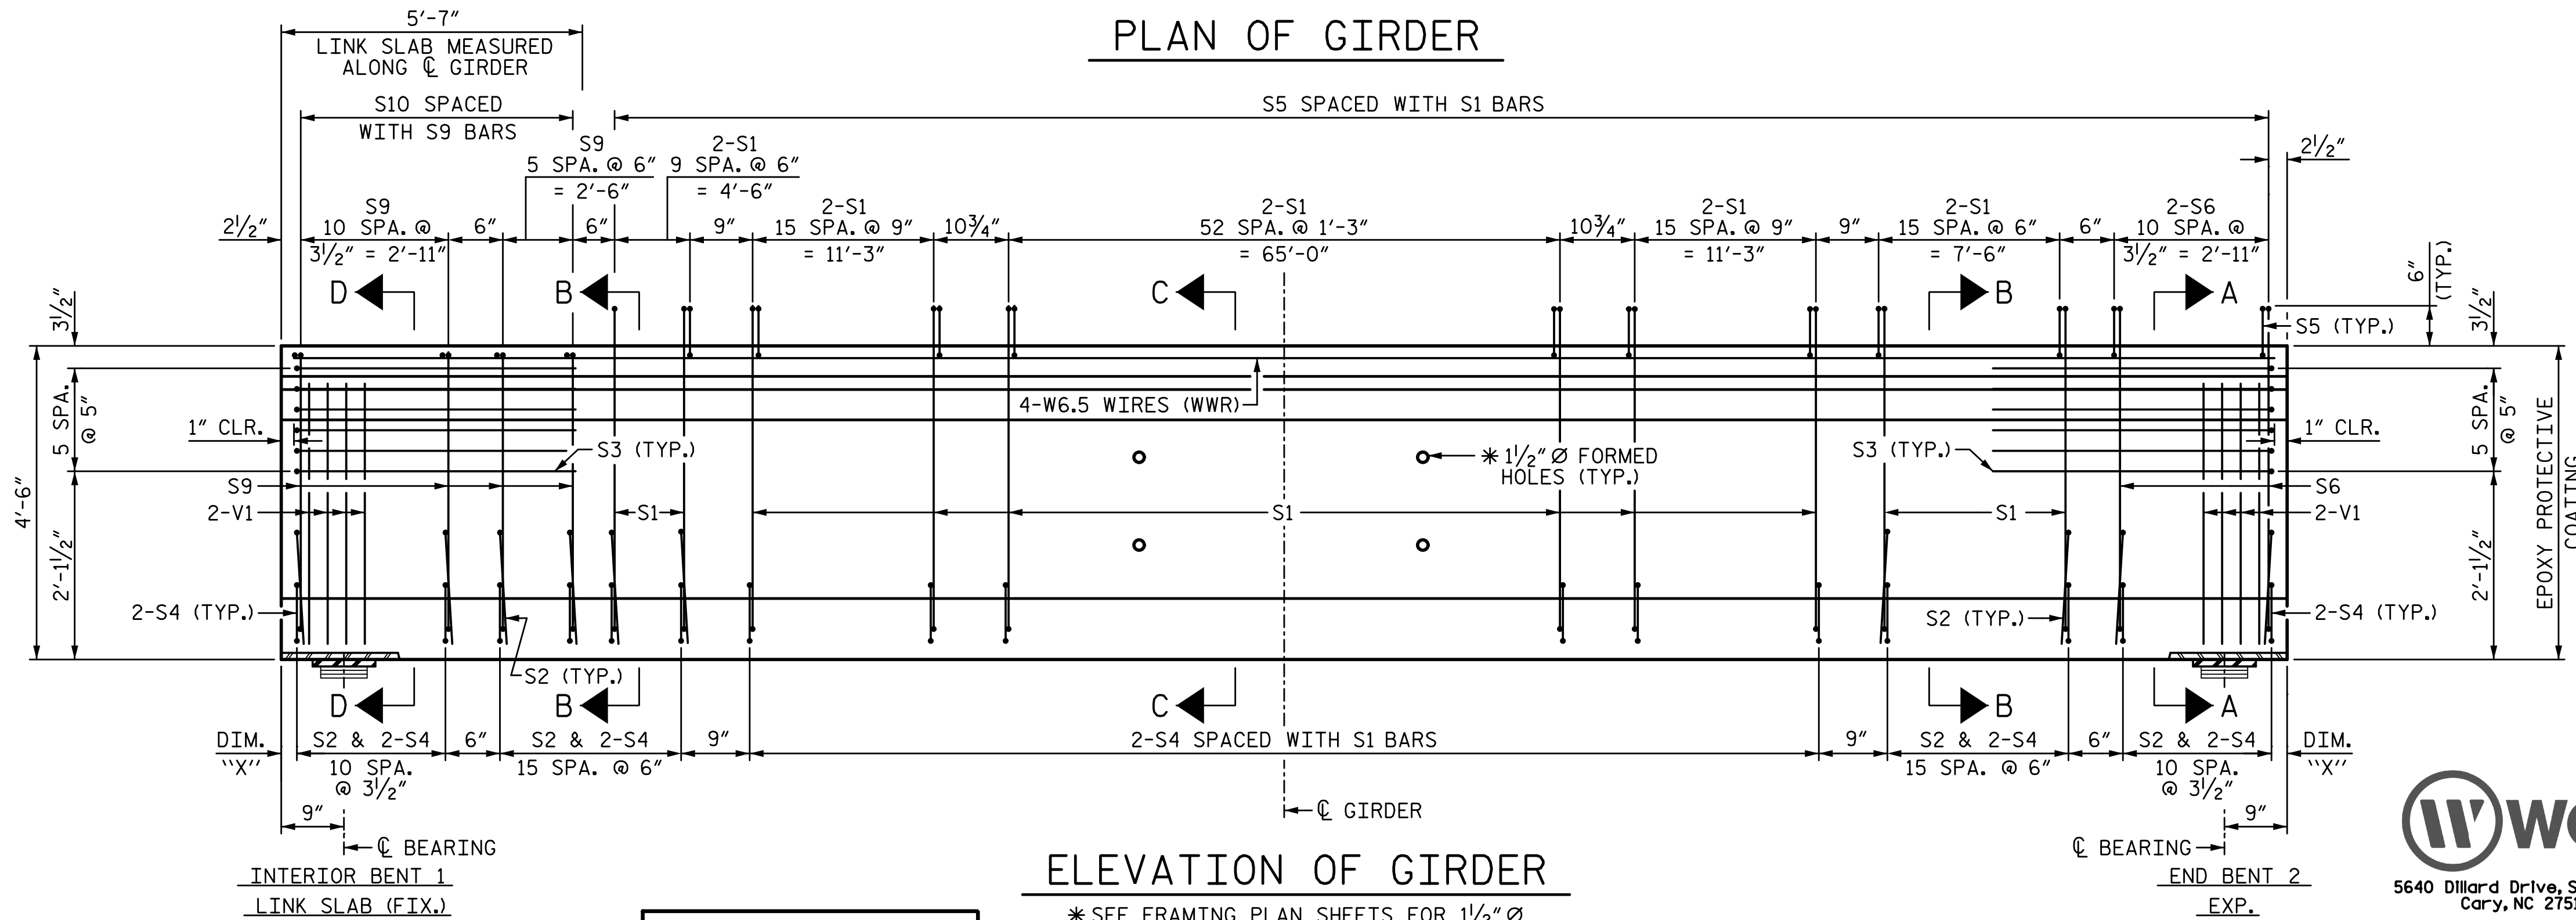 PLAN OF GIRDER
5'-7"
LINK SLAB MEASURED
ALONG ℄ GIRDER
S10 SPACED
WITH S9 BARS
S5 SPACED WITH S1 BARS
S9
5 SPA. @ 6"
= 2'-6"
2-S1
9 SPA. @ 6"
= 4'-6"
2½"
2½"
S9
10 SPA. @
3½" = 2'-11"
6"
6"
9"
2-S1
15 SPA. @ 9"
= 11'-3"
10¾"
2-S1
52 SPA. @ 1'-3"
= 65'-0"
10¾"
2-S1
15 SPA. @ 9"
= 11'-3"
9"
2-S1
15 SPA. @ 6"
= 7'-6"
6"
2-S6
10 SPA. @
3½" = 2'-11"
D
B
C
B
A
6"
(TYP.)
3½"
3½"
S5 (TYP.)
4-W6.5 WIRES (WWR)
5 SPA.
@ 5"
1" CLR.
S3 (TYP.)
✳ 1½" Ø FORMED
HOLES (TYP.)
S3 (TYP.)
1" CLR.
5 SPA.
@ 5"
EPOXY PROTECTIVE
COATING
S9
S6
2-V1
S1
S1
S1
2-V1
4'-6"
2'-1½"
2'-1½"
2-S4 (TYP.)
S2 (TYP.)
S2 (TYP.)
2-S4 (TYP.)
D
B
C
B
A
DIM.
"X"
S2 & 2-S4
10 SPA.
@ 3½"
6"
S2 & 2-S4
15 SPA. @ 6"
9"
2-S4 SPACED WITH S1 BARS
9"
S2 & 2-S4
15 SPA. @ 6"
6"
S2 & 2-S4
10 SPA.
@ 3½"
DIM.
"X"
9"
℄ GIRDER
9"
℄ BEARING
℄ BEARING
INTERIOR BENT 1
LINK SLAB (FIX.)
ELEVATION OF GIRDER
✳ SEE FRAMING PLAN SHEETS FOR 1½" Ø
END BENT 2
EXP.
5640 Dillard Drive, S
Cary, NC 275